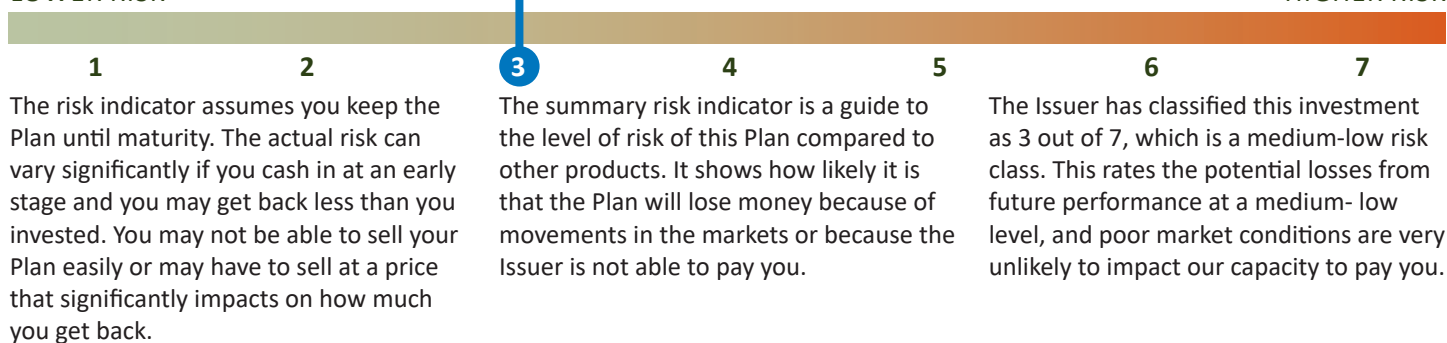 LOWER RISK HIGHER RISK
1 2 3 4 5 6 7
The risk indicator assumes you keep the
Plan until maturity. The actual risk can
vary significantly if you cash in at an early
stage and you may get back less than you
invested. You may not be able to sell your
Plan easily or may have to sell at a price
that significantly impacts on how much
you get back.
The summary risk indicator is a guide to
the level of risk of this Plan compared to
other products. It shows how likely it is
that the Plan will lose money because of
movements in the markets or because the
Issuer is not able to pay you.
The Issuer has classified this investment
as 3 out of 7, which is a medium-low risk
class. This rates the potential losses from
future performance at a medium- low
level, and poor market conditions are very
unlikely to impact our capacity to pay you.